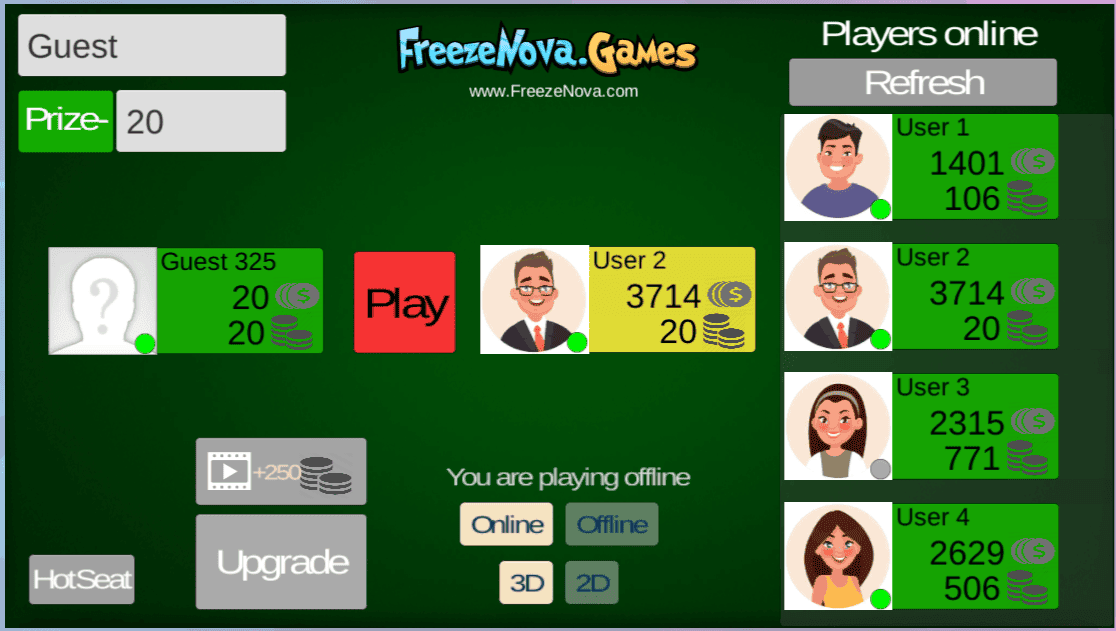 Guest
Prize-
20
FreezeNova.Games
www.FreezeNova.com
Players online
Refresh
User 1
1401
106
Guest 325
20
20
Play
User 2
3714
20
User 2
3714
20
User 3
2315
771
+250
Upgrade
HotSeat
You are playing offline
Online
Offline
3D
2D
User 4
2629
506